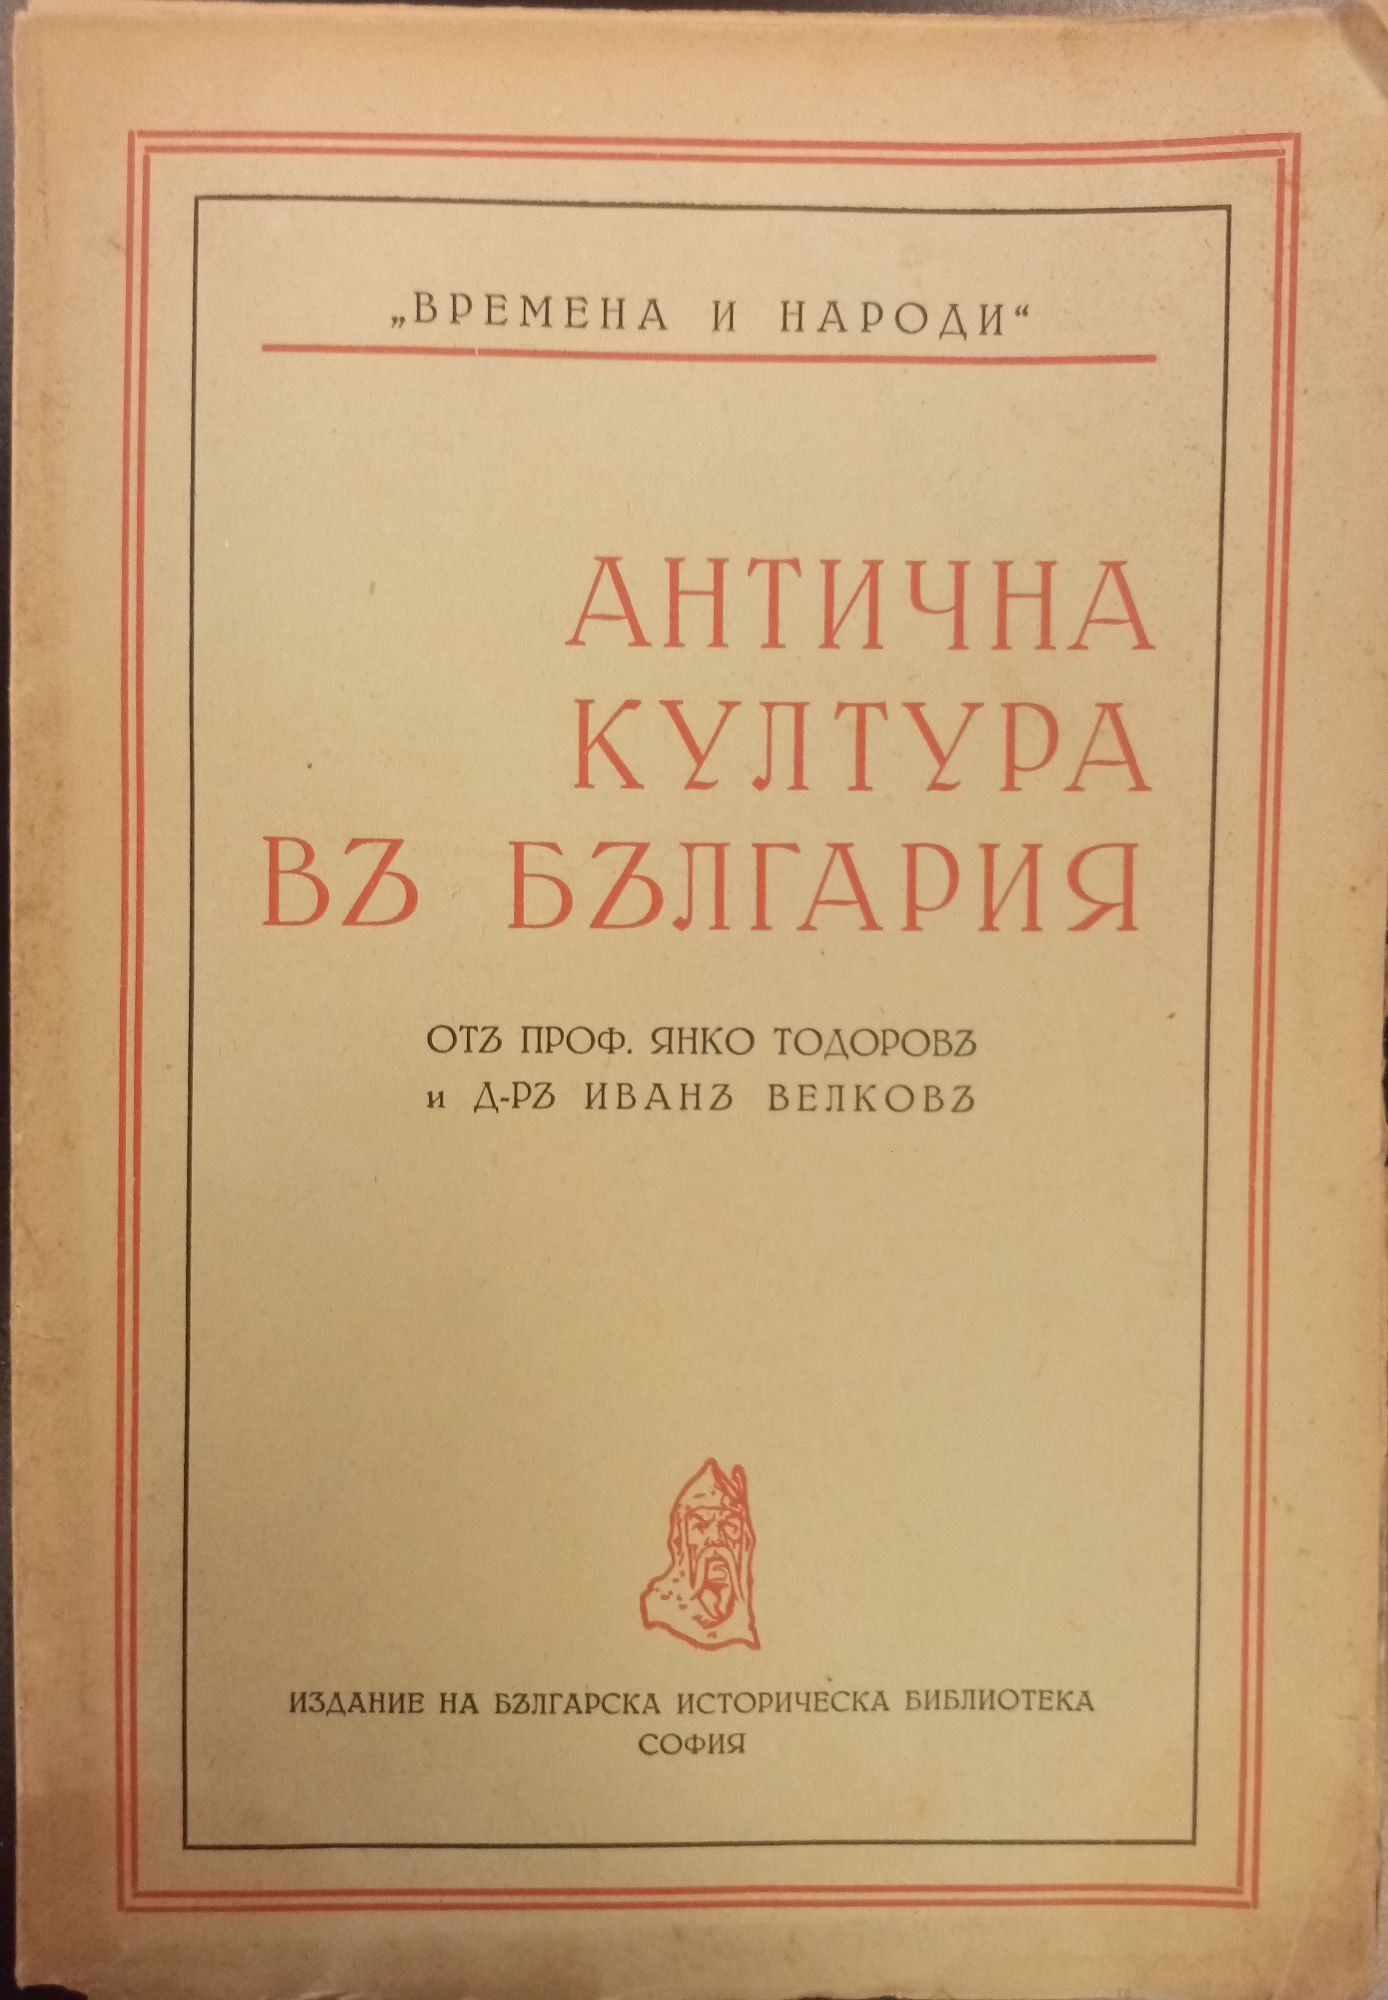 „ВРЕМЕНА И НАРОДИ“
АНТИЧНА
КУЛТУРА
ВЪ БЪЛГАРИЯ
ОТЪ ПРОФ. ЯНКО ТОДОРОВЪ
и Д-РЪ ИВАНЪ ВЕЛКОВЪ
ИЗДАНИЕ НА БЪЛГАРСКА ИСТОРИЧЕСКА БИБЛИОТЕКА
СОФИЯ